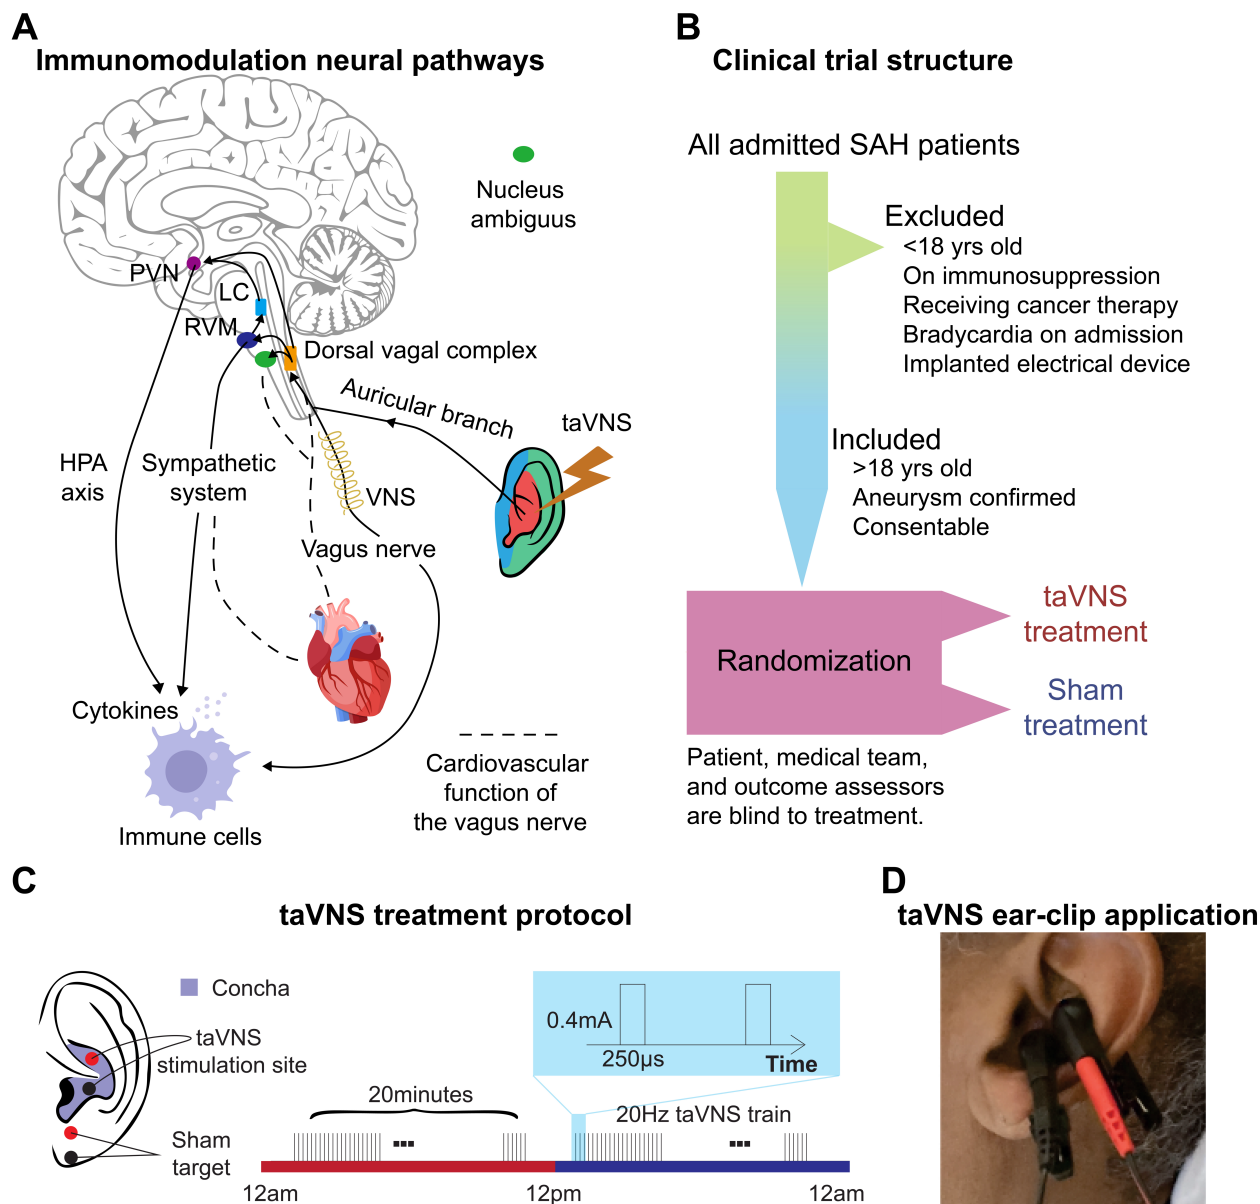 A
Immunomodulation neural pathways
Nucleus
ambiguus
PVN
LC
RVM
Dorsal vagal complex
Auricular branch
taVNS
HPA
axis
Sympathetic
system
VNS
Vagus nerve
Cytokines
Immune cells
Cardiovascular
function of
the vagus nerve
B
Clinical trial structure
All admitted SAH patients
Excluded
<18 yrs old
On immunosuppression
Receiving cancer therapy
Bradycardia on admission
Implanted electrical device
Included
>18 yrs old
Aneurysm confirmed
Consentable
Randomization
taVNS
treatment
Sham
treatment
Patient, medical team,
and outcome assessors
are blind to treatment.
C
taVNS treatment protocol
Concha
taVNS
stimulation site
Sham
target
0.4mA
250µs
Time
20minutes
20Hz taVNS train
12am
12pm
12am
D
taVNS ear-clip application